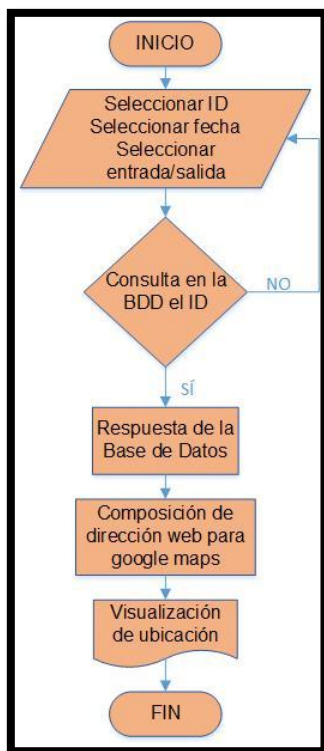 INICIO
Seleccionar ID
Seleccionar fecha
Seleccionar
entrada/salida
Consulta en la
BDD el ID
NO
SÍ
Respuesta de la
Base de Datos
Composición de
dirección web para
google maps
Visualización
de ubicación
FIN